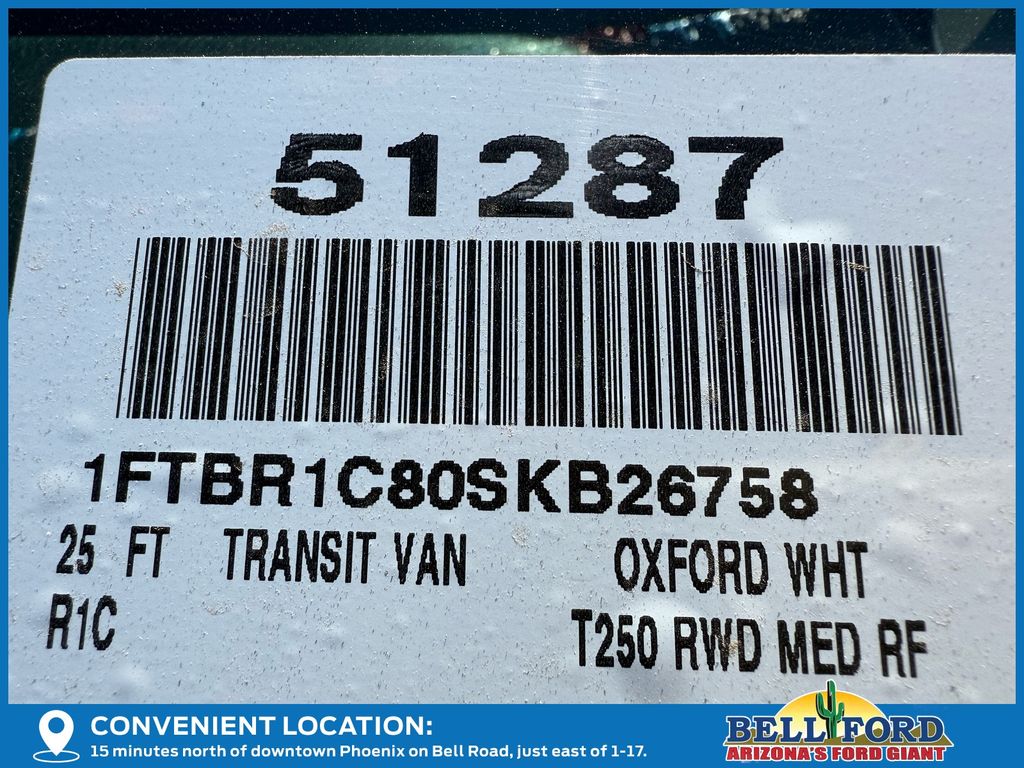 51287
1FTBR1C80SKB26758
25 FT TRANSIT VAN OXFORD WHT
R1C T250 RWD MED RF
CONVENIENT LOCATION:
15 minutes north of downtown Phoenix on Bell Road, just east of 1-17.
BELL FORD
ARIZONA'S FORD GIANT